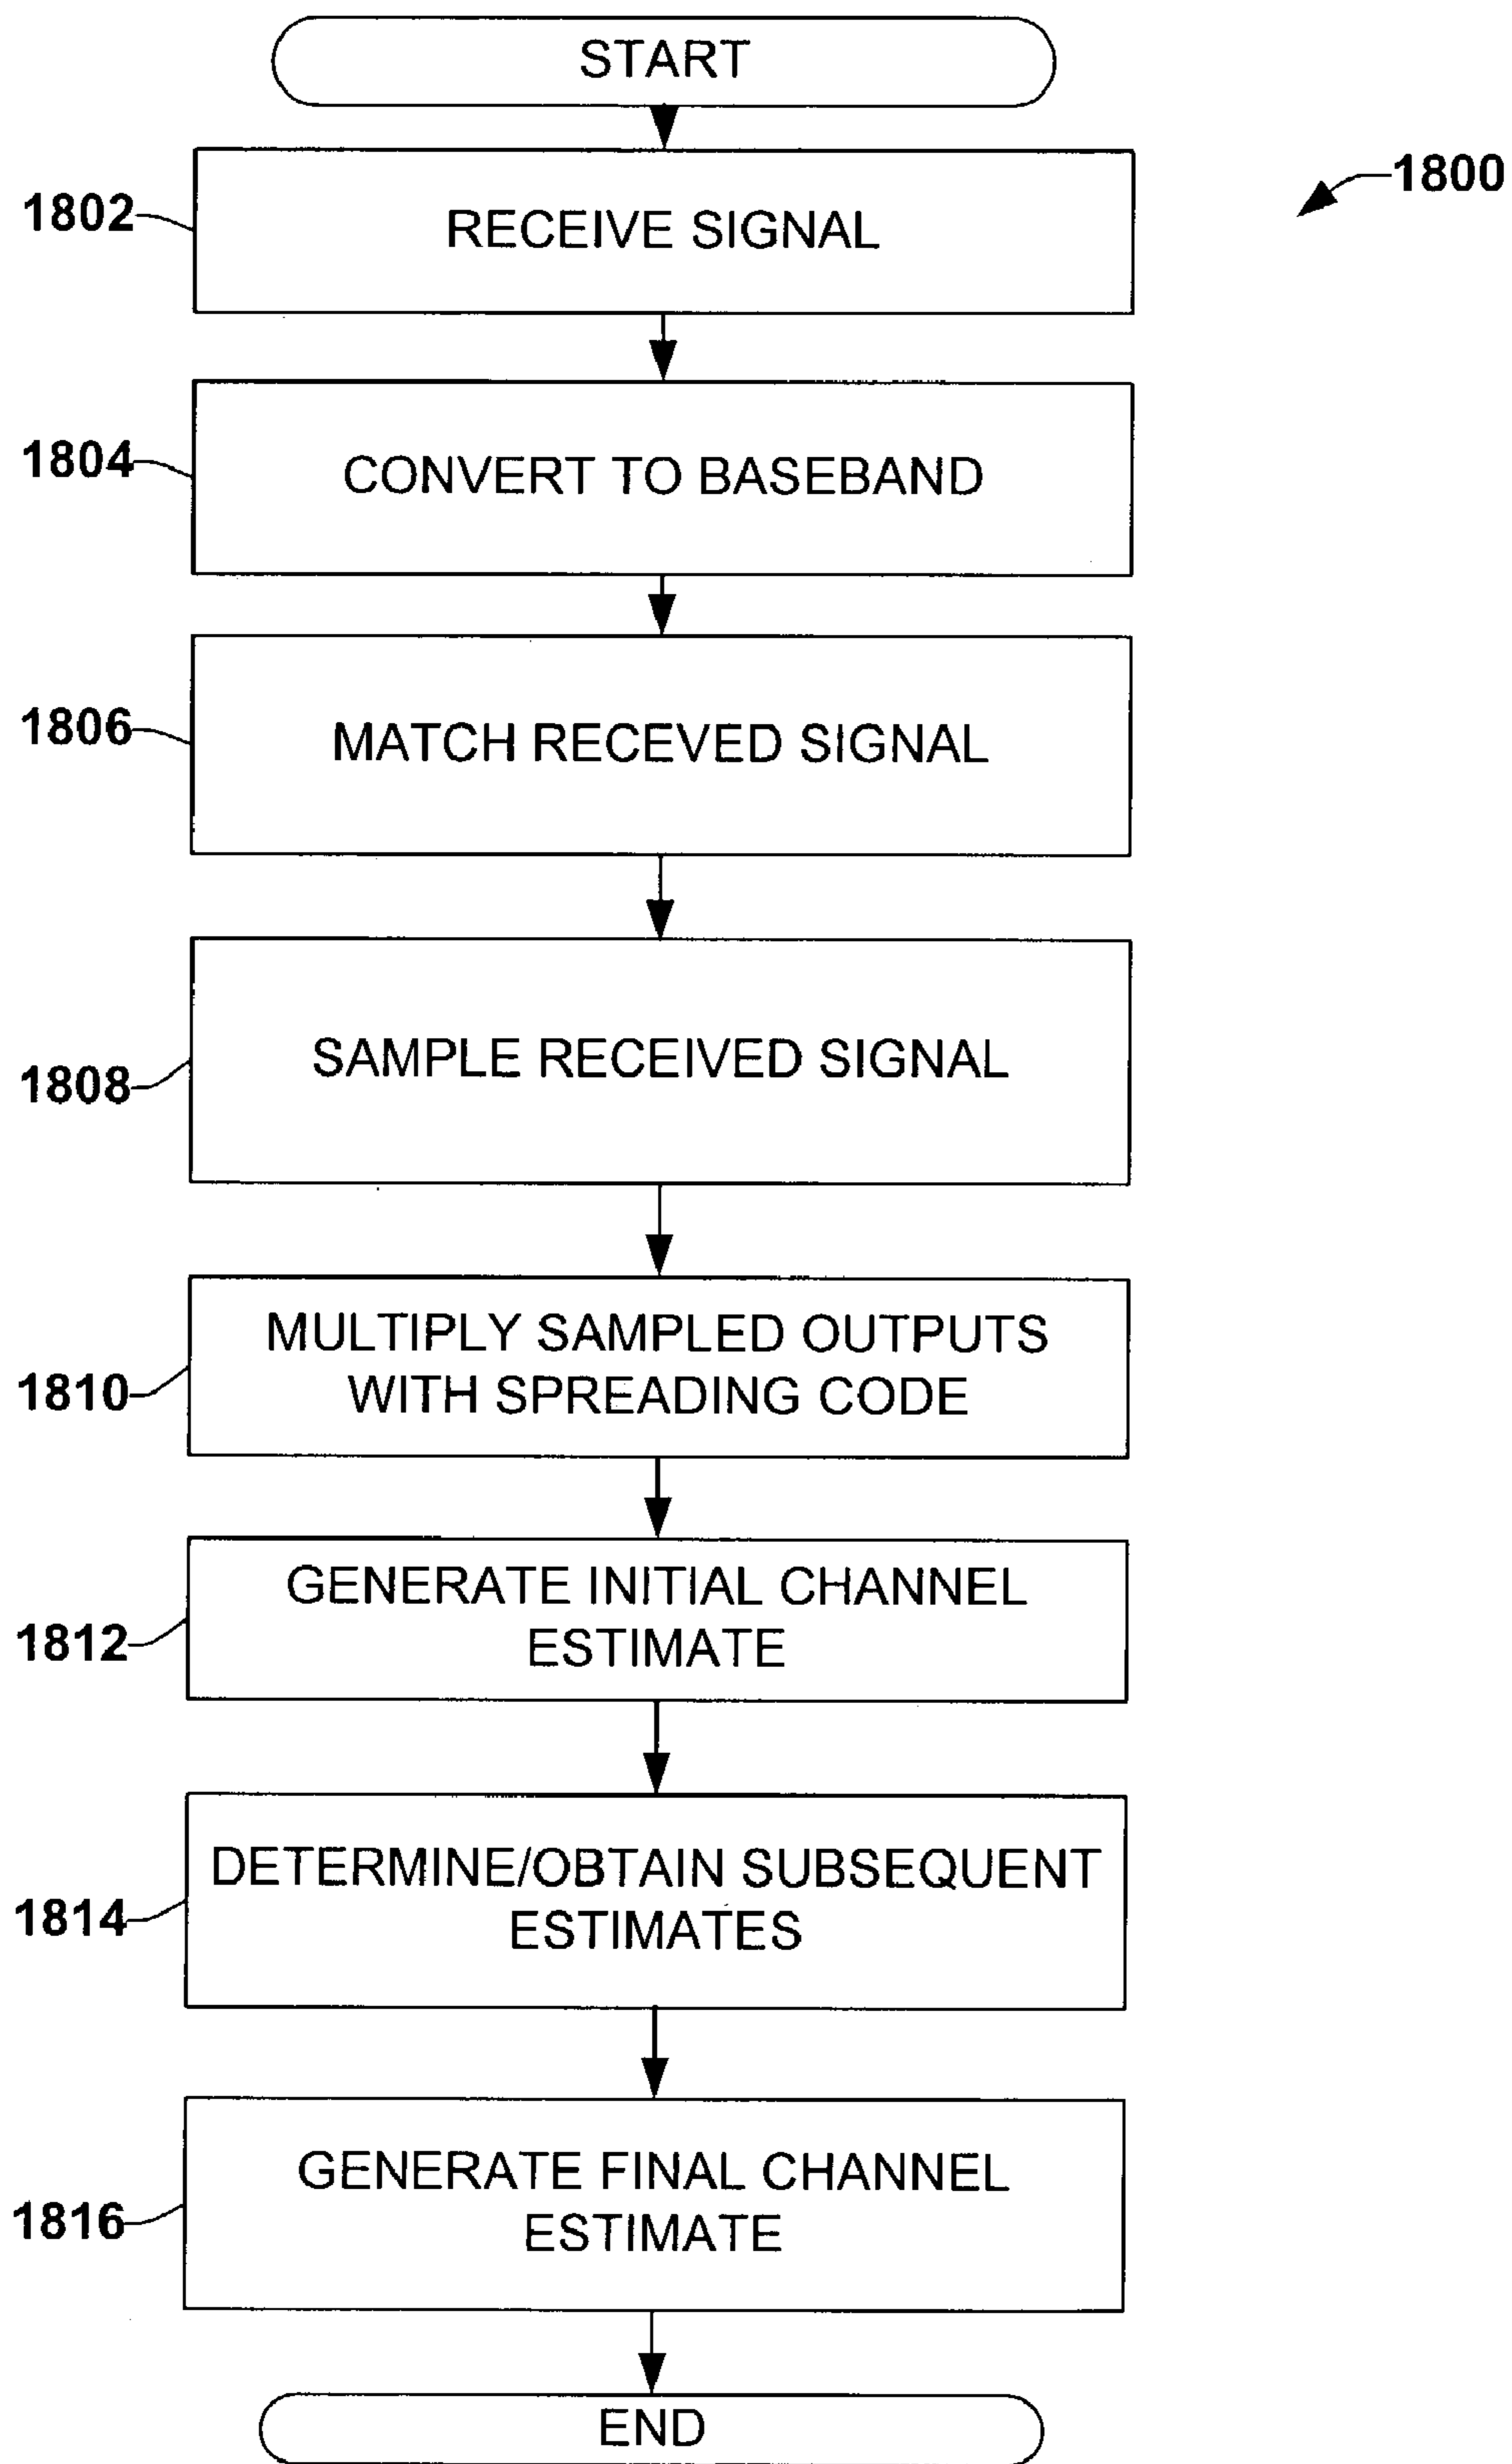 START
1800
1802
RECEIVE SIGNAL
1804
CONVERT TO BASEBAND
1806
MATCH RECEVED SIGNAL
1808
SAMPLE RECEIVED SIGNAL
1810
MULTIPLY SAMPLED OUTPUTS
WITH SPREADING CODE
1812
GENERATE INITIAL CHANNEL
ESTIMATE
1814
DETERMINE/OBTAIN SUBSEQUENT
ESTIMATES
1816
GENERATE FINAL CHANNEL
ESTIMATE
END